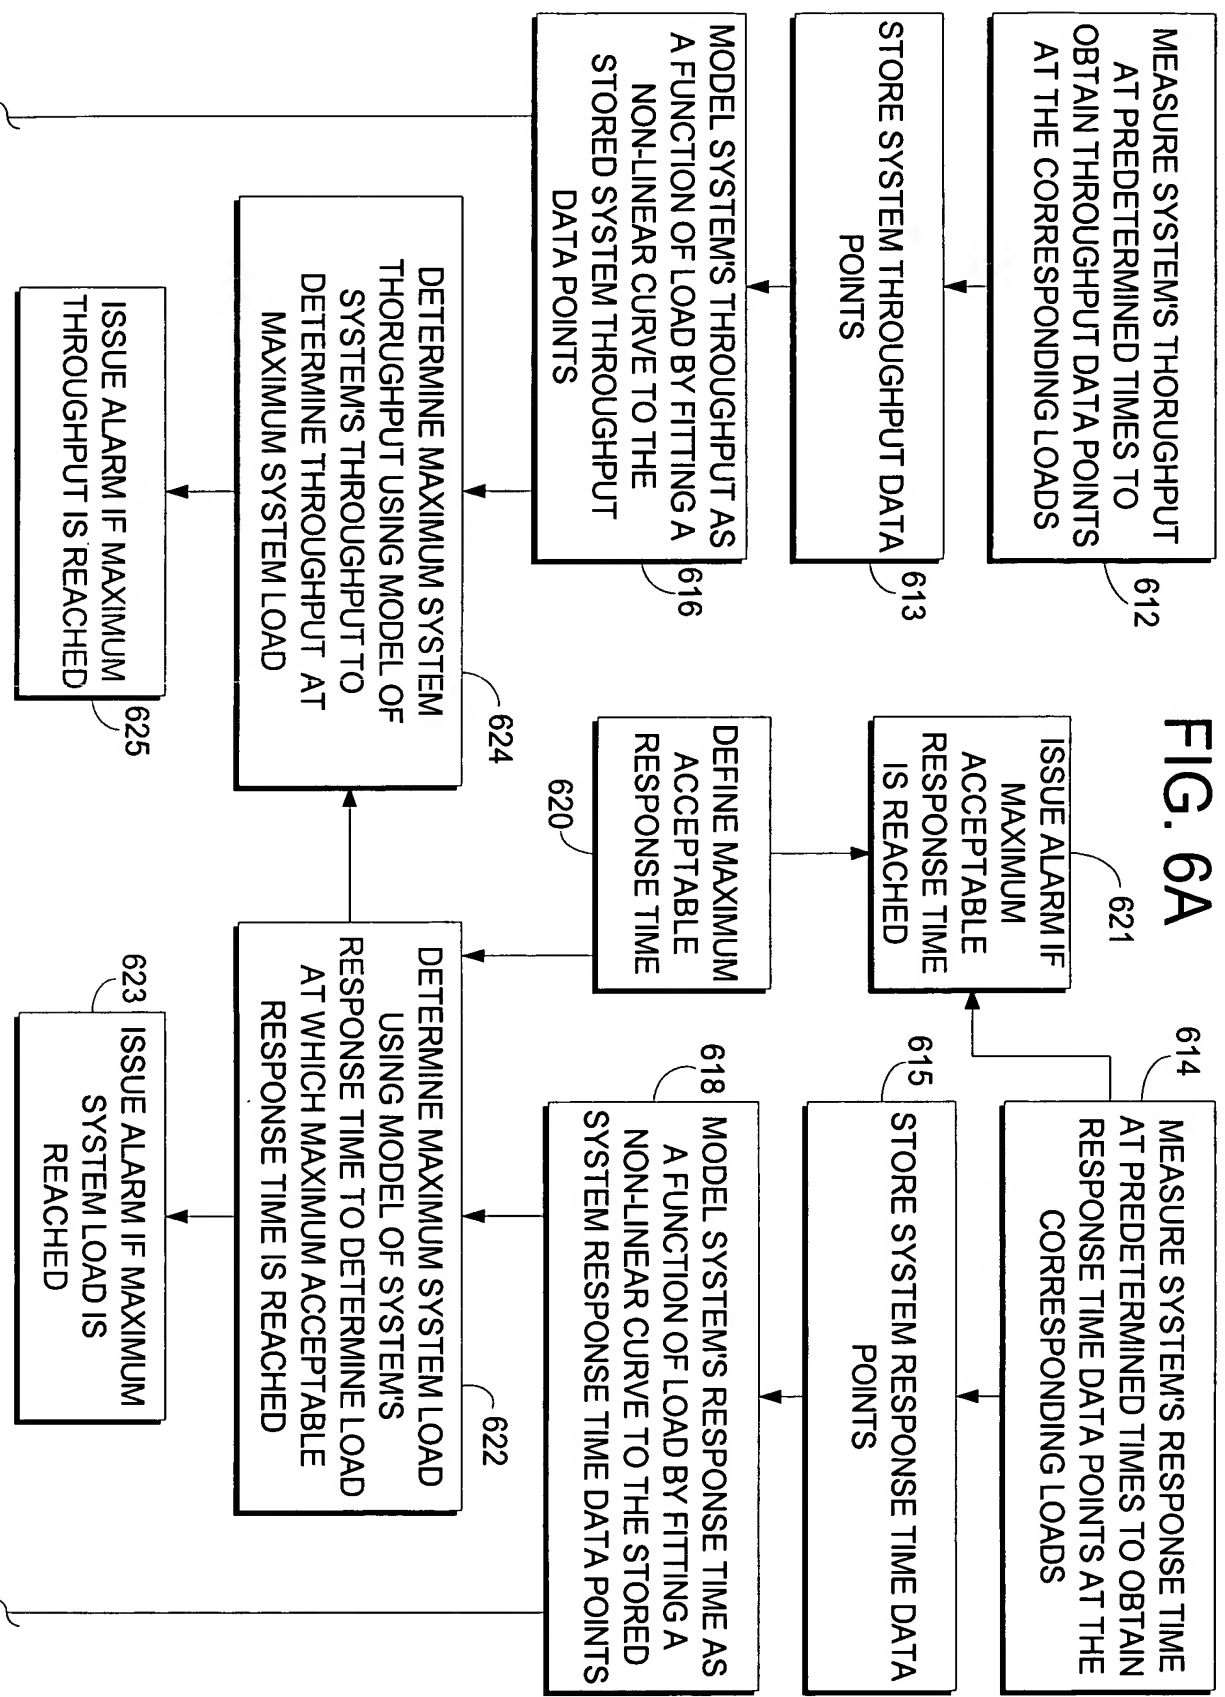 FIG. 6A
MEASURE SYSTEM'S THORUGHPUT
AT PREDETERMINED TIMES TO
OBTAIN THROUGHPUT DATA POINTS
AT THE CORRESPONDING LOADS
612
STORE SYSTEM THROUGHPUT DATA
POINTS
613
MODEL SYSTEM'S THROUGHPUT AS
A FUNCTION OF LOAD BY FITTING A
NON-LINEAR CURVE TO THE
STORED SYSTEM THROUGHPUT
DATA POINTS
616
DETERMINE MAXIMUM SYSTEM
THORUGHPUT USING MODEL OF
SYSTEM'S THROUGHPUT TO
DETERMINE THROUGHPUT AT
MAXIMUM SYSTEM LOAD
624
ISSUE ALARM IF MAXIMUM
THROUGHPUT IS REACHED
625
621
ISSUE ALARM IF
MAXIMUM
ACCEPTABLE
RESPONSE TIME
IS REACHED
DEFINE MAXIMUM
ACCEPTABLE
RESPONSE TIME
620
614
MEASURE SYSTEM'S RESPONSE TIME
AT PREDETERMINED TIMES TO OBTAIN
RESPONSE TIME DATA POINTS AT THE
CORRESPONDING LOADS
615
STORE SYSTEM RESPONSE TIME DATA
POINTS
618
MODEL SYSTEM'S RESPONSE TIME AS
A FUNCTION OF LOAD BY FITTING A
NON-LINEAR CURVE TO THE STORED
SYSTEM RESPONSE TIME DATA POINTS
DETERMINE MAXIMUM SYSTEM LOAD
USING MODEL OF SYSTEM'S
RESPONSE TIME TO DETERMINE LOAD
AT WHICH MAXIMUM ACCEPTABLE
RESPONSE TIME IS REACHED
622
623
ISSUE ALARM IF MAXIMUM
SYSTEM LOAD IS
REACHED